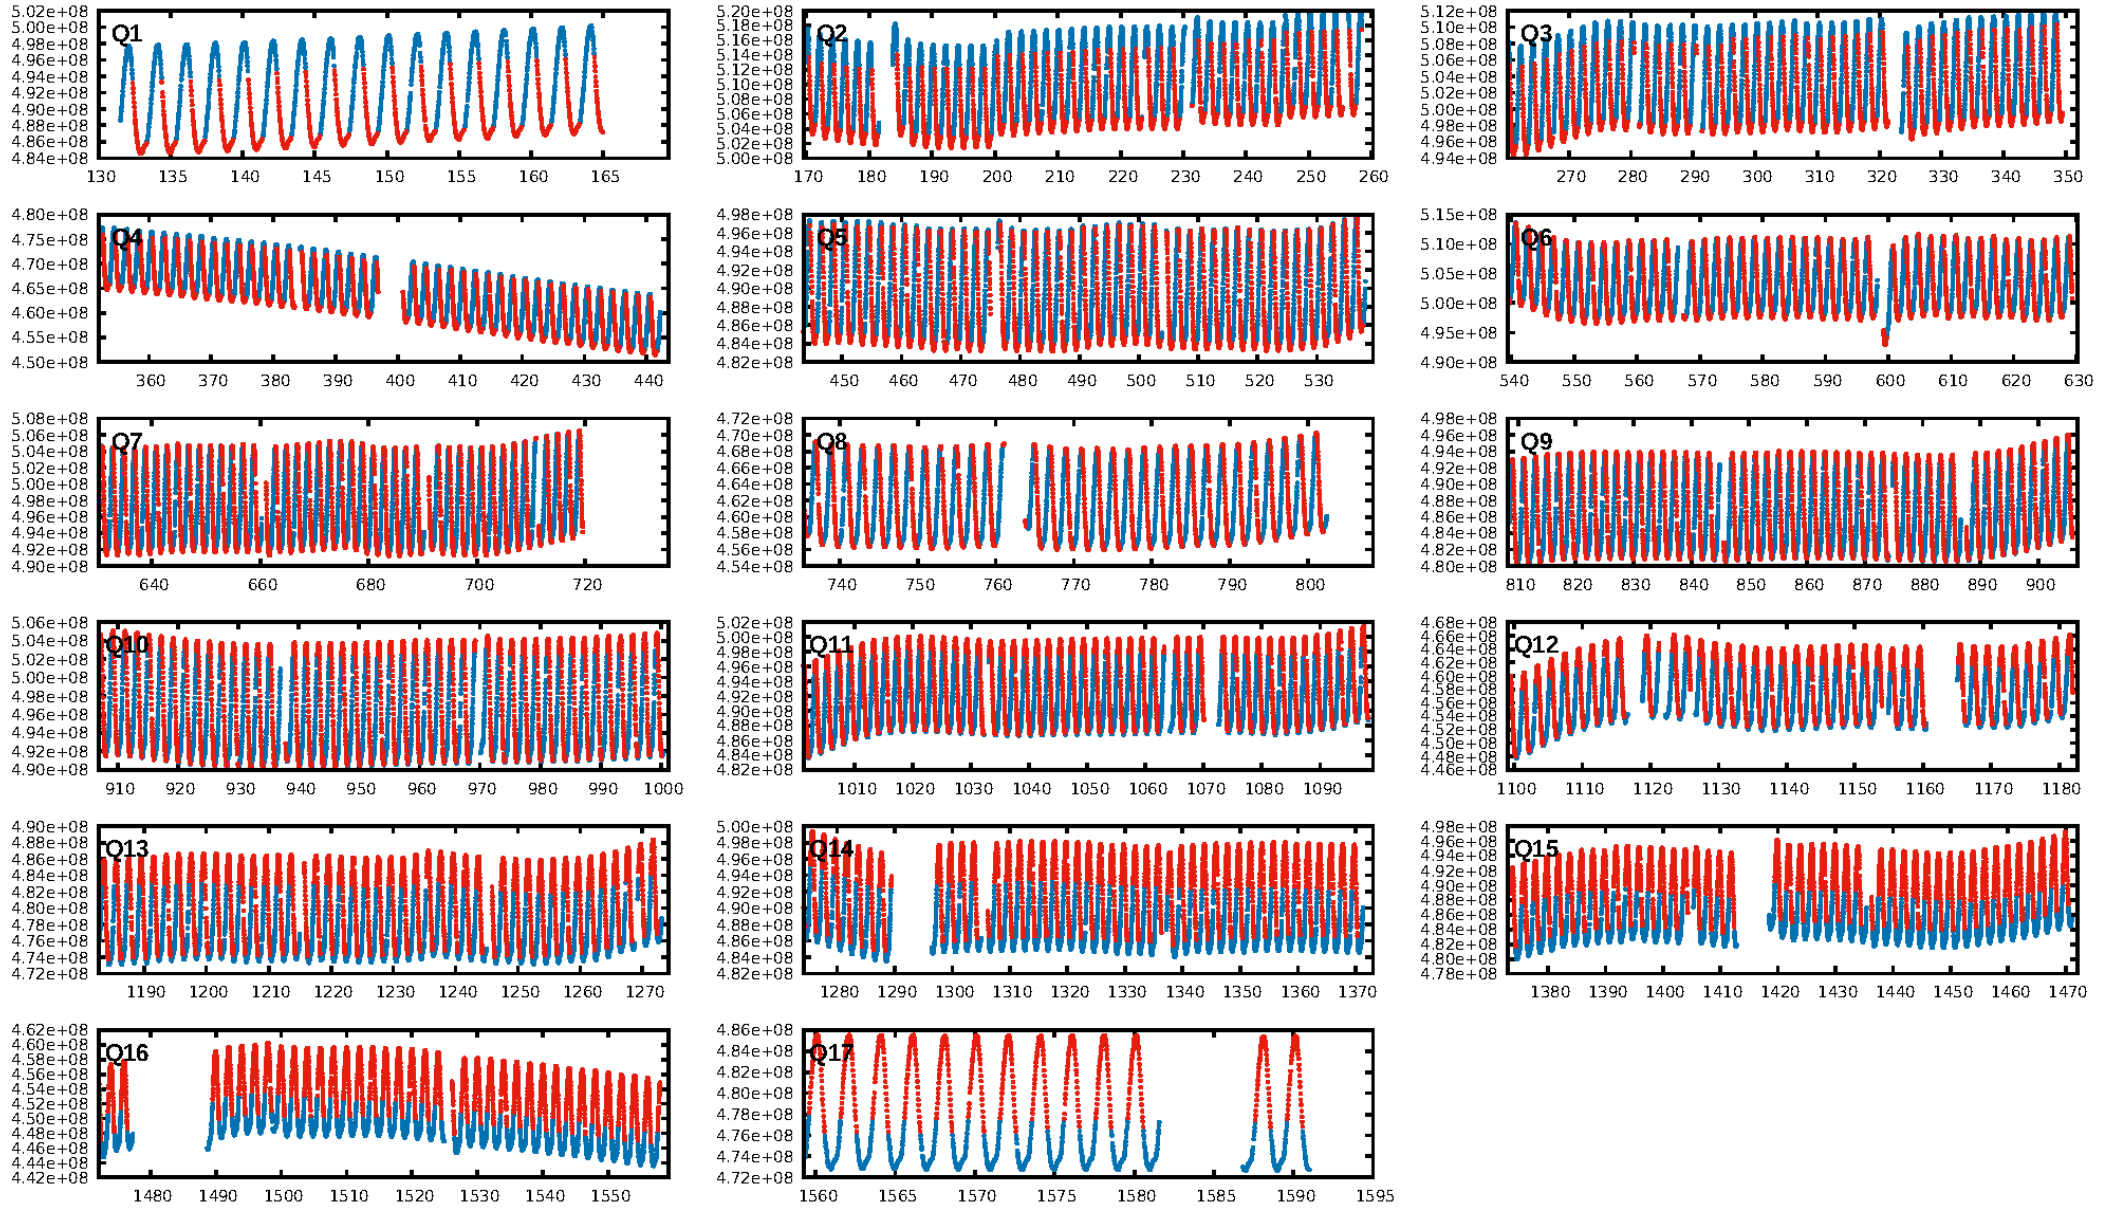 5.02e+08
5.00e+08
4.98e+08
4.96e+08
4.94e+08
4.92e+08
4.90e+08
4.88e+08
4.86e+08
4.84e+08
Q1
130 135 140 145 150 155 160 165
5.20e+08
5.18e+08
5.16e+08
5.14e+08
5.12e+08
5.10e+08
5.08e+08
5.06e+08
5.04e+08
5.02e+08
5.00e+08
Q2
170 180 190 200 210 220 230 240 250 260
5.12e+08
5.10e+08
5.08e+08
5.06e+08
5.04e+08
5.02e+08
5.00e+08
4.98e+08
4.96e+08
4.94e+08
Q3
270 280 290 300 310 320 330 340 350
4.80e+08
4.75e+08
4.70e+08
4.65e+08
4.60e+08
4.55e+08
4.50e+08
Q4
360 370 380 390 400 410 420 430 440
4.98e+08
4.96e+08
4.94e+08
4.92e+08
4.90e+08
4.88e+08
4.86e+08
4.84e+08
4.82e+08
Q5
450 460 470 480 490 500 510 520 530
5.15e+08
5.10e+08
5.05e+08
5.00e+08
4.95e+08
4.90e+08
Q6
540 550 560 570 580 590 600 610 620 630
5.08e+08
5.06e+08
5.04e+08
5.02e+08
5.00e+08
4.98e+08
4.96e+08
4.94e+08
4.92e+08
4.90e+08
Q7
640 660 680 700 720
4.72e+08
4.70e+08
4.68e+08
4.66e+08
4.64e+08
4.62e+08
4.60e+08
4.58e+08
4.56e+08
4.54e+08
Q8
740 750 760 770 780 790 800
4.98e+08
4.96e+08
4.94e+08
4.92e+08
4.90e+08
4.88e+08
4.86e+08
4.84e+08
4.82e+08
4.80e+08
Q9
810 820 830 840 850 860 870 880 890 900
5.06e+08
5.04e+08
5.02e+08
5.00e+08
4.98e+08
4.96e+08
4.94e+08
4.92e+08
4.90e+08
Q10
910 920 930 940 950 960 970 980 990 1000
5.02e+08
5.00e+08
4.98e+08
4.96e+08
4.94e+08
4.92e+08
4.90e+08
4.88e+08
4.86e+08
4.84e+08
4.82e+08
Q11
1010 1020 1030 1040 1050 1060 1070 1080 1090
4.68e+08
4.66e+08
4.64e+08
4.62e+08
4.60e+08
4.58e+08
4.56e+08
4.54e+08
4.52e+08
4.50e+08
4.48e+08
4.46e+08
Q12
1100 1110 1120 1130 1140 1150 1160 1170 1180
4.90e+08
4.88e+08
4.86e+08
4.84e+08
4.82e+08
4.80e+08
4.78e+08
4.76e+08
4.74e+08
4.72e+08
Q13
1190 1200 1210 1220 1230 1240 1250 1260 1270
5.00e+08
4.98e+08
4.96e+08
4.94e+08
4.92e+08
4.90e+08
4.88e+08
4.86e+08
4.84e+08
4.82e+08
Q14
1280 1290 1300 1310 1320 1330 1340 1350 1360 1370
4.98e+08
4.96e+08
4.94e+08
4.92e+08
4.90e+08
4.88e+08
4.86e+08
4.84e+08
4.82e+08
4.80e+08
4.78e+08
Q15
1380 1390 1400 1410 1420 1430 1440 1450 1460 1470
4.62e+08
4.60e+08
4.58e+08
4.56e+08
4.54e+08
4.52e+08
4.50e+08
4.48e+08
4.46e+08
4.44e+08
4.42e+08
Q16
1480 1490 1500 1510 1520 1530 1540 1550
4.86e+08
4.84e+08
4.82e+08
4.80e+08
4.78e+08
4.76e+08
4.74e+08
4.72e+08
Q17
1560 1565 1570 1575 1580 1585 1590 1595